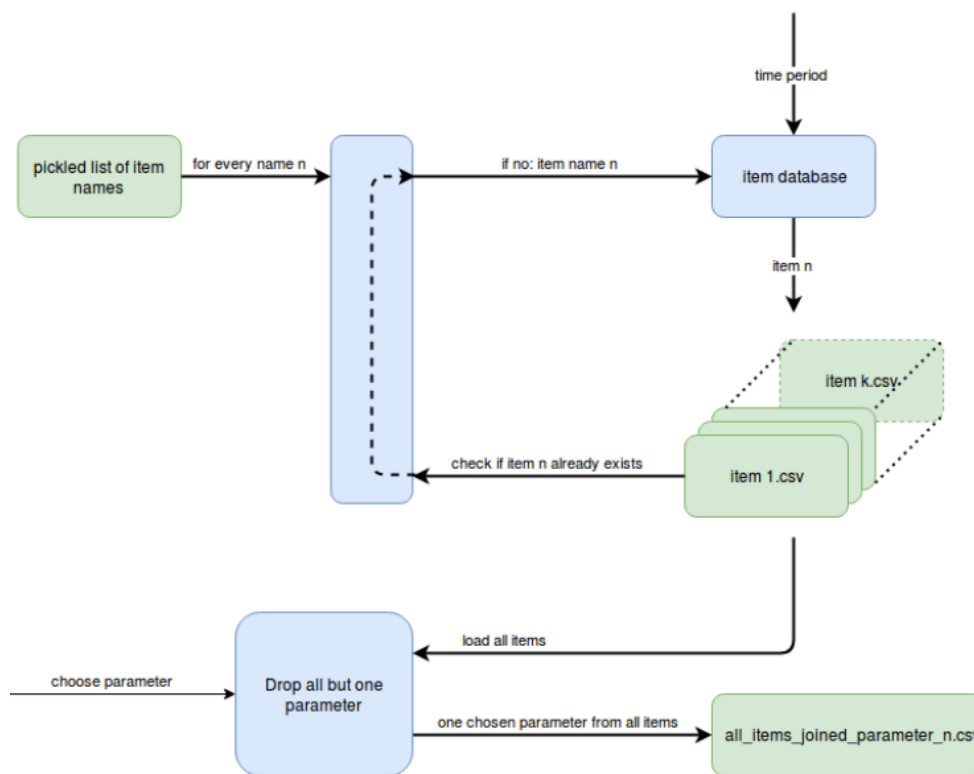 time period
pickled list of item
names
for every name n
if no: item name n
item database
item n
item k.csv
check if item n already exists
item 1.csv
load all items
choose parameter
Drop all but one
parameter
one chosen parameter from all items
all_items_joined_parameter_n.csv